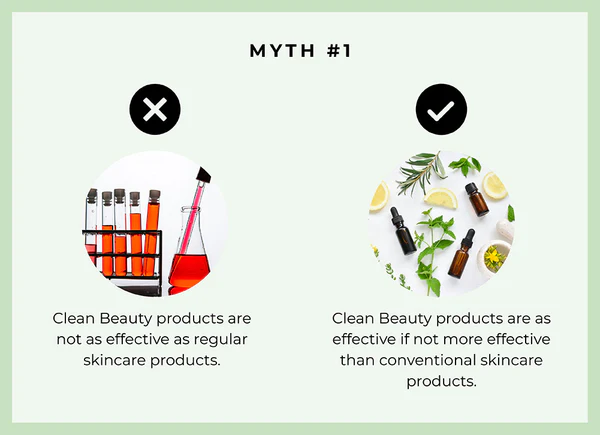 MYTH #1
Clean Beauty products are
not as effective as regular
skincare products.
Clean Beauty products are as
effective if not more effective
than conventional skincare
products.